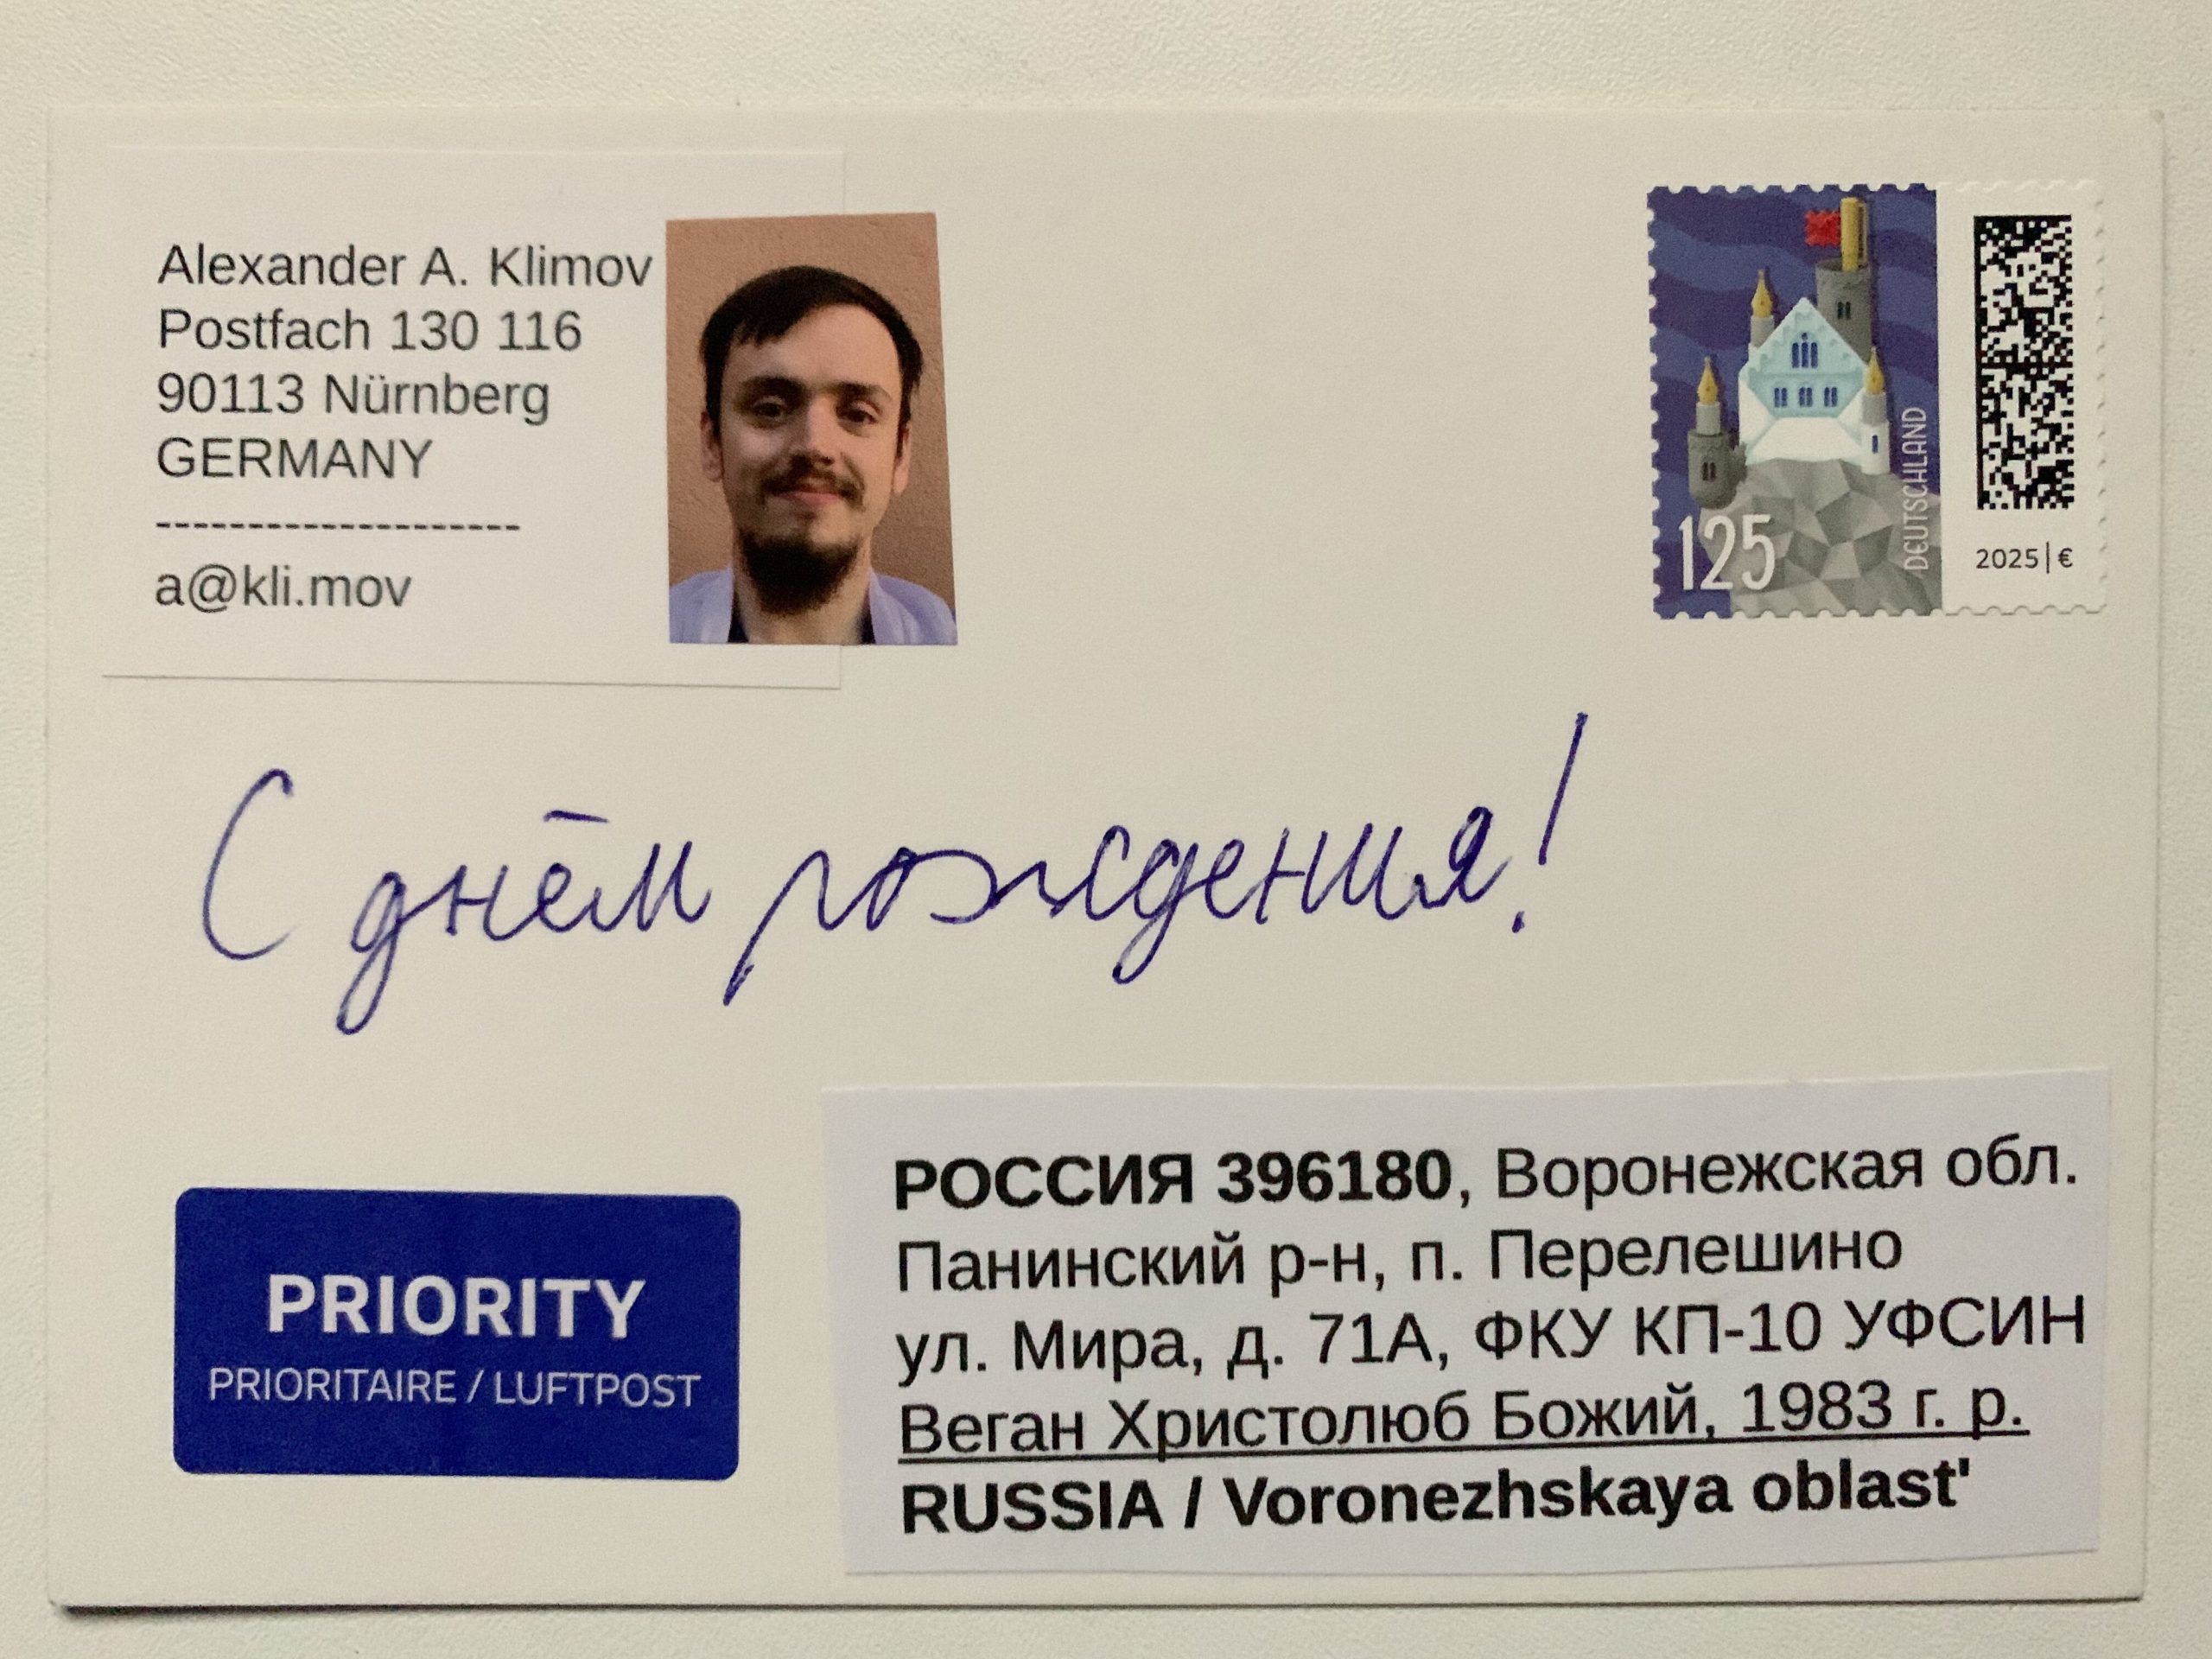 Alexander A. Klimov
Postfach 130 116
90113 Nürnberg
GERMANY
--------------------
a@kli.mov
125
DEUTSCHLAND
2025|€
С днём рождения!
PRIORITY
PRIORITAIRE / LUFTPOST
РОССИЯ 396180, Воронежская обл.
Панинский р-н, п. Перелешино
ул. Мира, д. 71А, ФКУ КП-10 УФСИН
Веган Христолюб Божий, 1983 г. р.
RUSSIA / Voronezhskaya oblast'